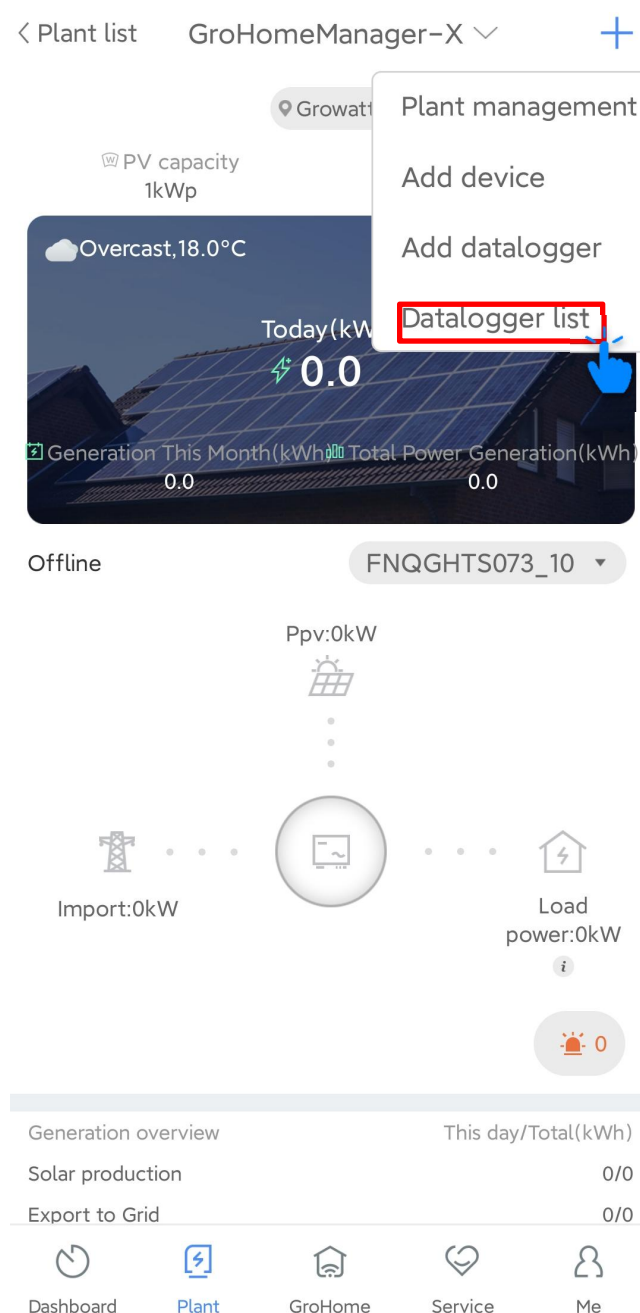 Plant list
GroHomeManager-X
Growatt
Plant management
Add device
Add datalogger
Datalogger list
PV capacity
1kWp
Overcast,18.0°C
Today(kW
0.0
Generation This Month(kWh)
Total Power Generation(kWh)
0.0
0.0
Offline
FNQGHTS073_10
Ppv:0kW
Import:0kW
Load
power:0kW
i
0
Generation overview
This day/Total(kWh)
Solar production
0/0
Export to Grid
0/0
Dashboard
Plant
GroHome
Service
Me